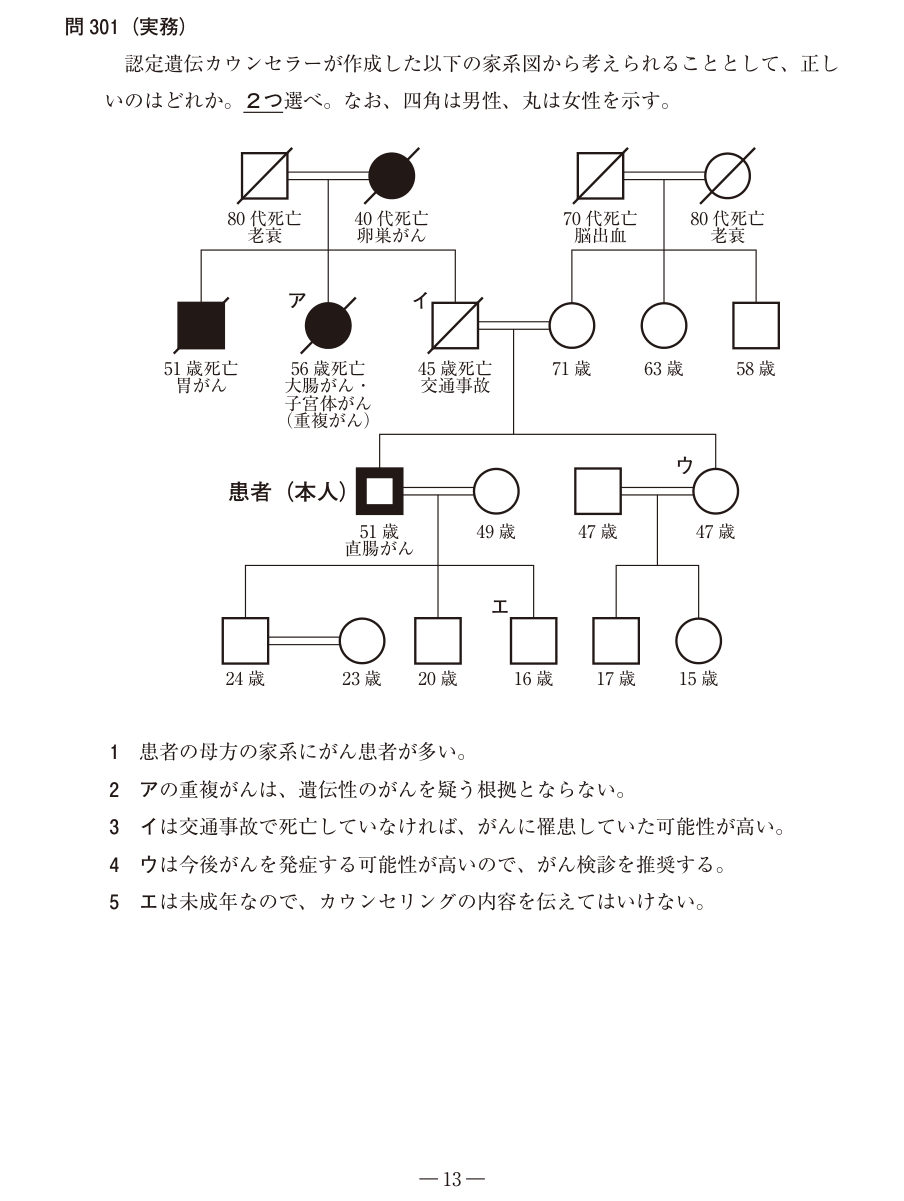 問 301（実務）
認定遺伝カウンセラーが作成した以下の家系図から考えられることとして、正し
いのはどれか。2つ選べ。なお、四角は男性、丸は女性を示す。
80 代死亡 40 代死亡 70 代死亡 80 代死亡
老衰 卵巣がん 脳出血 老衰
ア イ
51 歳死亡 56 歳死亡 45 歳死亡 71 歳 63 歳 58 歳
胃がん 大腸がん・ 交通事故
子宮体がん
（重複がん）
ウ
患者（本人）
51 歳 49 歳 47 歳 47 歳
直腸がん
エ
24 歳 23 歳 20 歳 16 歳 17 歳 15 歳
1 患者の母方の家系にがん患者が多い。
2 アの重複がんは、遺伝性のがんを疑う根拠とならない。
3 イは交通事故で死亡していなければ、がんに罹患していた可能性が高い。
4 ウは今後がんを発症する可能性が高いので、がん検診を推奨する。
5 エは未成年なので、カウンセリングの内容を伝えてはいけない。
― 13 ―